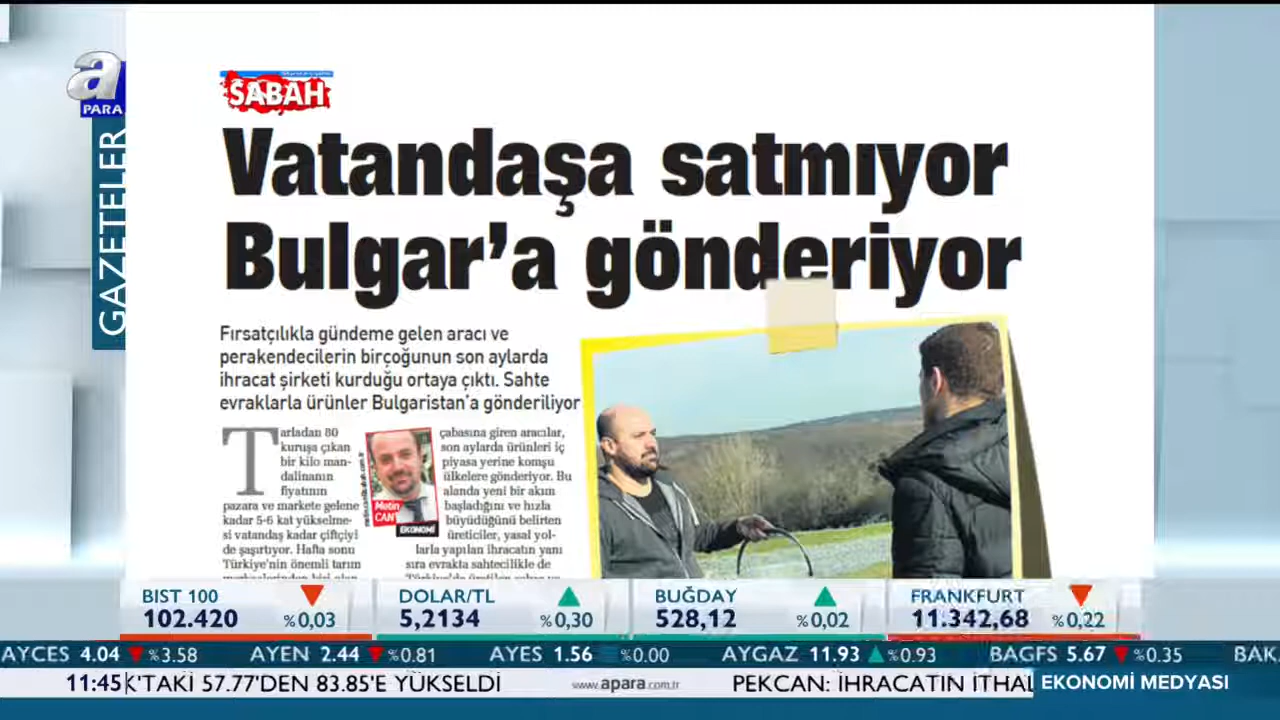 a
PARA
GAZETELER
SABAH
Vatandaşa satmıyor
Bulgar’a gönderiyor
Fırsatçılıkla gündeme gelen aracı ve
perakendecilerin birçoğunun son aylarda
ihracat şirketi kurduğu ortaya çıktı. Sahte
evraklarla ürünler Bulgaristan’a gönderiliyor
Tarladan 80
kuruşa çıkan
bir kilo man-
dalinanın
fiyatının
pazara ve markete gelene
kadar 5-6 kat yükselme-
si vatandaş kadar çiftçiyi
de şaşırtıyor. Hafta sonu
Türkiye’nin önemli tarım
Metin
CAN
EKONOMİ
çabasına giren aracılar,
son aylarda ürünleri iç
piyasa yerine komşu
ülkelere gönderiyor. Bu
alanda yeni bir akım
başladığını ve hızla
büyüdüğünü belirten
üreticiler, yasal yol-
larla yapılan ihracatın yanı
sıra evrakta sahtecilikle de
BIST 100
102.420 %0,03
DOLAR/TL
5,2134 %0,30
BUĞDAY
528,12 %0,02
FRANKFURT
11.342,68 %0,22
AYCES 4.04 %3.58 AYEN 2.44 %0.81 AYES 1.56 %0.00 AYGAZ 11.93 %0.93 BAGFS 5.67 %0.35 BAK
11:45 K'TAKİ 57.77'DEN 83.85'E YÜKSELDİ www.apara.com.tr PEKCAN: İHRACATIN İTHAL EKONOMİ MEDYASI